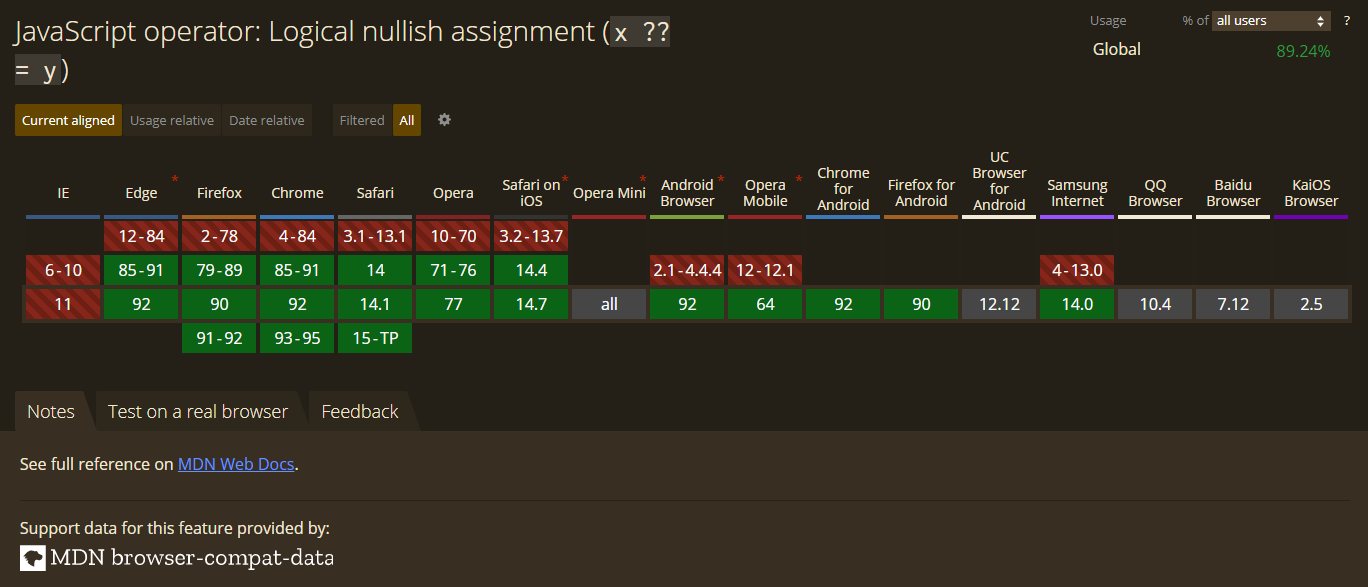 JavaScript operator: Logical nullish assignment (x ??
= y)
Usage % of all users ?
Global 89.24%
Current aligned Usage relative Date relative Filtered All
IE Edge * Firefox Chrome Safari Opera Safari on iOS * Opera Mini * Android Browser * Opera Mobile * Chrome for Android Firefox for Android UC Browser for Android Samsung Internet QQ Browser Baidu Browser KaiOS Browser
12-84 2-78 4-84 3.1-13.1 10-70 3.2-13.7
6-10 85-91 79-89 85-91 14 71-76 14.4 2.1-4.4.4 12-12.1 4-13.0
11 92 90 92 14.1 77 14.7 all 92 64 92 90 12.12 14.0 10.4 7.12 2.5
91-92 93-95 15-TP
Notes Test on a real browser Feedback
See full reference on MDN Web Docs.
Support data for this feature provided by:
MDN browser-compat-data